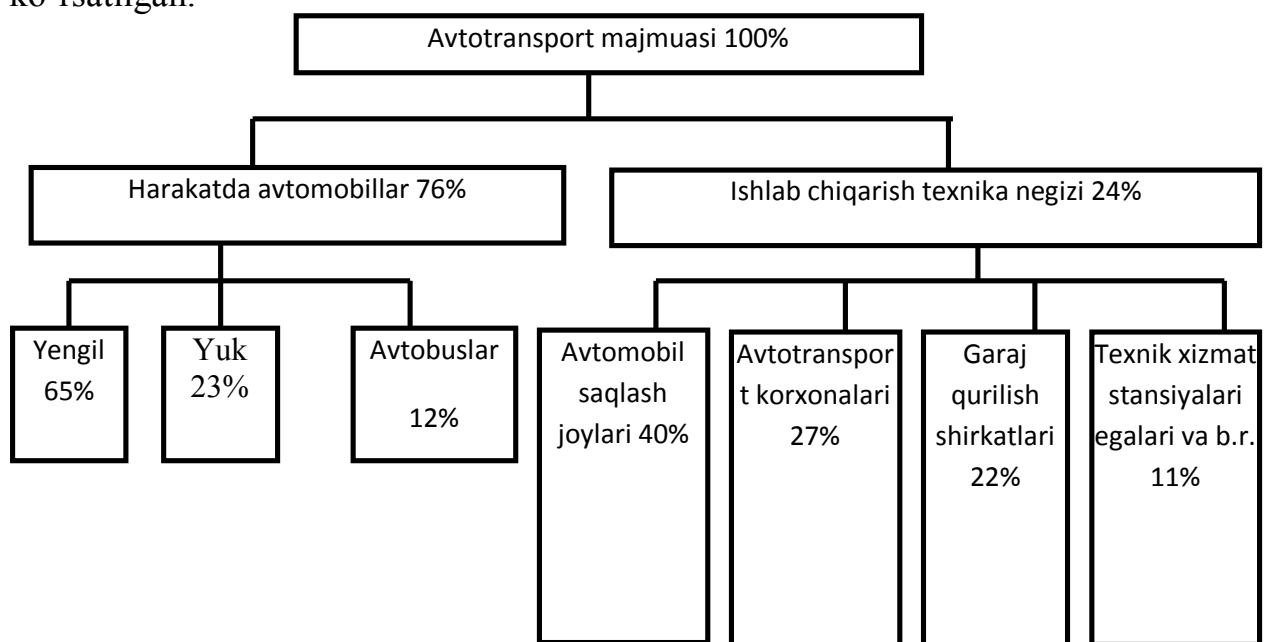 ko‘rsatilgan.
Avtotransport majmuasi 100%
Harakatda avtomobillar 76%
Ishlab chiqarish texnika negizi 24%
Yengil
65%
Yuk
23%
Avtobuslar
12%
Avtomobil
saqlash
joylari 40%
Avtotranspor
t korxonalari
27%
Garaj
qurilish
shirkatlari
22%
Texnik xizmat
stansiyalari
egalari va b.r.
11%